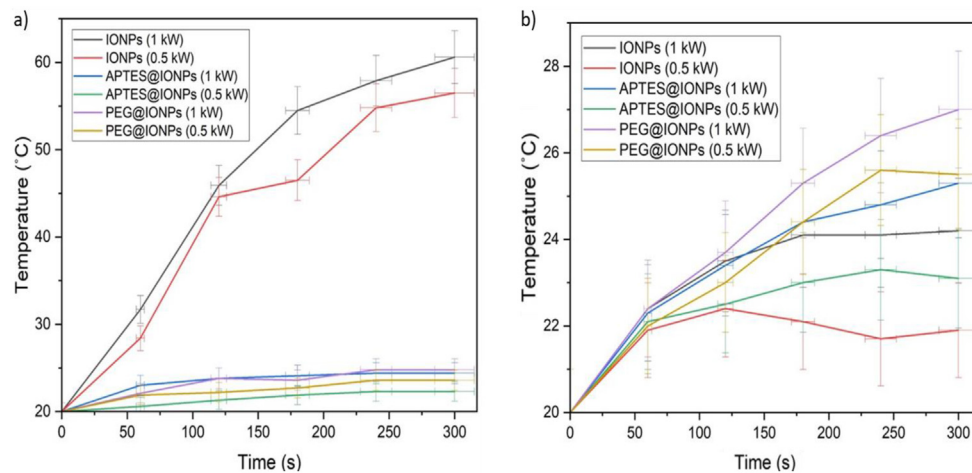 a)
IONPs (1 kW)
IONPs (0.5 kW)
APTES@IONPs (1 kW)
APTES@IONPs (0.5 kW)
PEG@IONPs (1 kW)
PEG@IONPs (0.5 kW)
Temperature (°C)
60
50
40
30
20
0
50
100
150
200
250
300
Time (s)
b)
IONPs (1 kW)
IONPs (0.5 kW)
APTES@IONPs (1 kW)
APTES@IONPs (0.5 kW)
PEG@IONPs (1 kW)
PEG@IONPs (0.5 kW)
Temperature (°C)
28
26
24
22
20
0
50
100
150
200
250
300
Time (s)